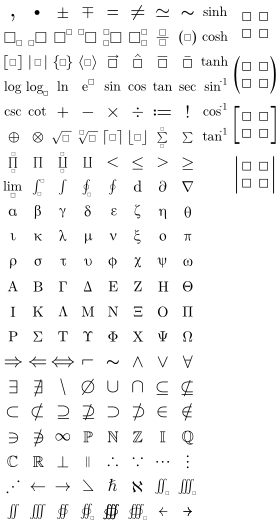 , • ± ∓ = ≠ ≃ ∼ sinh
□□ □□ □□ □□ □□ □□ □ (□) cosh
[□] |□| {□} ⟨□⟩ □⃗ □̂ □̅ □̅ tanh
log log□ ln e□ sin cos tan sec sin-1
csc cot + − × ÷ := ! cos-1
⊕ ⊗ √□ √□ ⌈□⌉ ⌊□⌋ ∑ ∑ tan-1
∏ ∏ ∐ ∐ < ≤ > ≥
lim ∫ ∫ ∮ ∮ d ∂ ∇
α β γ δ ε ζ η θ
ι κ λ μ ν ξ ο π
ρ σ τ υ φ χ ψ ω
Α Β Γ Δ Ε Ζ Η Θ
Ι Κ Λ Μ Ν Ξ Ο Π
Ρ Σ Τ ϒ Φ Χ Ψ Ω
⇒ ⇐ ⇔ ⌐ ∼ ∧ ∨ ∀
∃ ∄ \ ∅ ∪ ∩ ⊆ ⊈
⊂ ⊄ ⊇ ⊉ ⊃ ⊅ ∈ ∉
∋ ∌ ∞ ℙ ℕ ℤ 𝕀 ℚ
ℂ ℝ ⊥ ∥ ∴ ∵ ⋯ ⋮
⋰ ← → ℏ ℵ ∬ ∭
∬ ∭ ∯ ∯ ∰ ∰ ← →